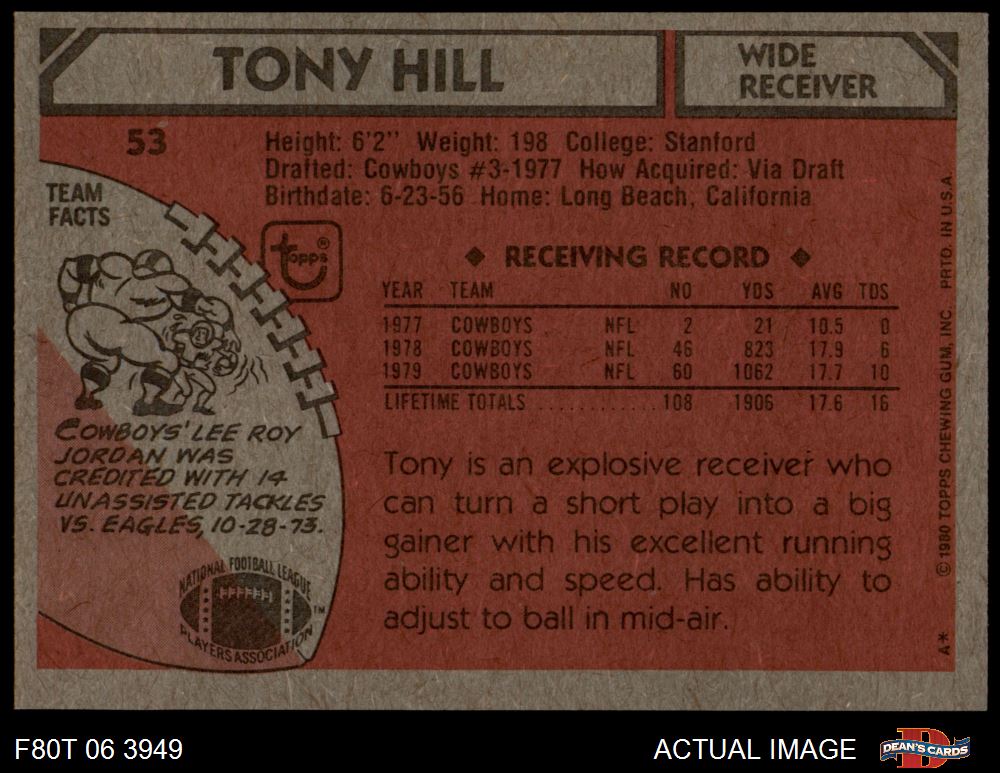 TONY HILL
WIDE
RECEIVER
53
Height: 6'2" Weight: 198 College: Stanford
Drafted: Cowboys #3-1977 How Acquired: Via Draft
Birthdate: 6-23-56 Home: Long Beach, California
TEAM
FACTS
topps®
◆ RECEIVING RECORD ◆
YEAR TEAM NO YDS AVG TDS
1977 COWBOYS NFL 2 21 10.5 0
1978 COWBOYS NFL 46 823 17.9 6
1979 COWBOYS NFL 60 1062 17.7 10
LIFETIME TOTALS ............ 108 1906 17.6 16
COWBOYS' LEE ROY
JORDAN WAS
CREDITED WITH 14
UNASSISTED TACKLES
VS. EAGLES, 10-28-73.
Tony is an explosive receiver who
can turn a short play into a big
gainer with his excellent running
ability and speed. Has ability to
adjust to ball in mid-air.
NATIONAL FOOTBALL LEAGUE
PLAYERS ASSOCIATION
TM
A* © 1980 TOPPS CHEWING GUM, INC. PRTD. IN U.S.A.
F80T 06 3949
ACTUAL IMAGE
DEAN'S CARDS